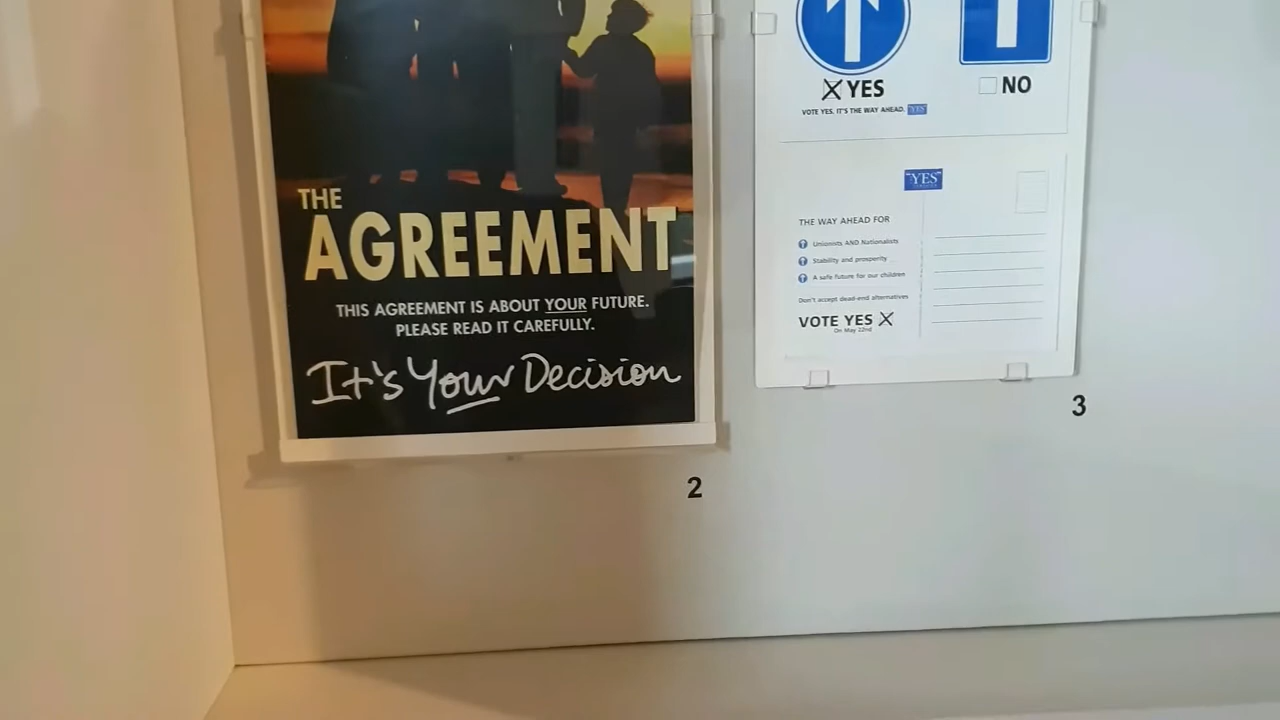 THE
AGREEMENT
THIS AGREEMENT IS ABOUT YOUR FUTURE.
PLEASE READ IT CAREFULLY.
It's Your Decision
2
YES
NO
VOTE YES. IT'S THE WAY AHEAD. "YES"
"YES"
THE WAY AHEAD FOR
Unionists AND Nationalists
Stability and prosperity
A safe future for our children
Don't accept dead-end alternatives
VOTE YES
On May 22nd
3